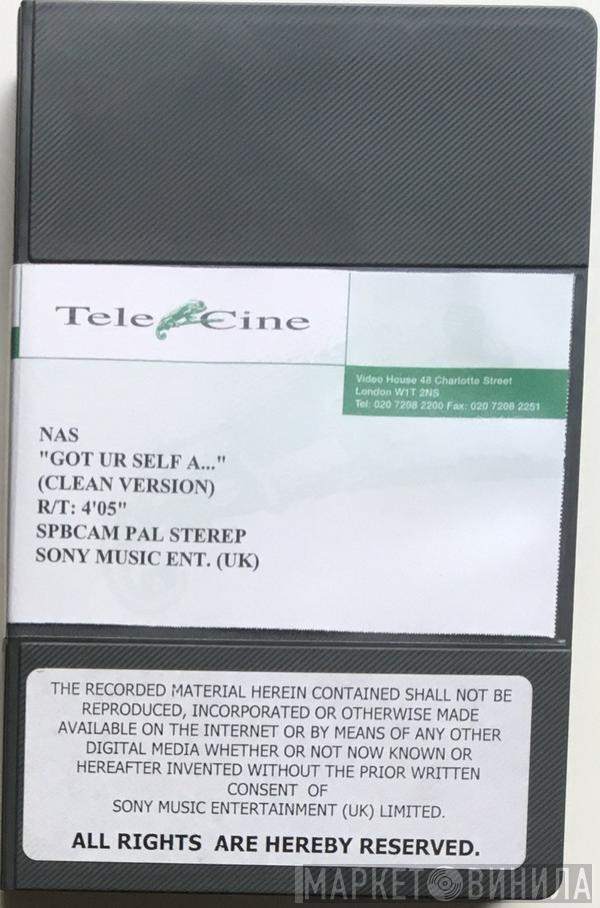 Tele Cine
Video House 48 Charlotte Street
London W1T 2NS
Tel: 020 7208 2200 Fax: 020 7208 2251
NAS
"GOT UR SELF A..."
(CLEAN VERSION)
R/T: 4'05"
SPBCAM PAL STEREP
SONY MUSIC ENT. (UK)
THE RECORDED MATERIAL HEREIN CONTAINED SHALL NOT BE
REPRODUCED, INCORPORATED OR OTHERWISE MADE
AVAILABLE ON THE INTERNET OR BY MEANS OF ANY OTHER
DIGITAL MEDIA WHETHER OR NOT NOW KNOWN OR
HEREAFTER INVENTED WITHOUT THE PRIOR WRITTEN
CONSENT OF
SONY MUSIC ENTERTAINMENT (UK) LIMITED.
ALL RIGHTS ARE HEREBY RESERVED.
МАРКЕТ ВИНИЛА